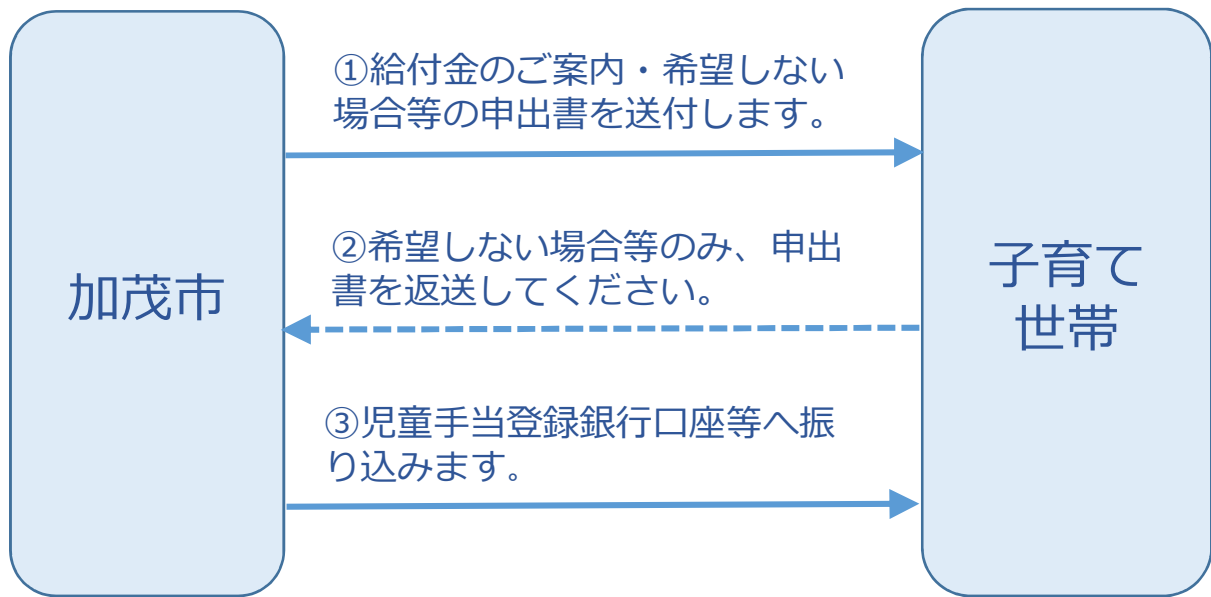 ①給付金のご案内・希望しない
場合等の申出書を送付します。
②希望しない場合等のみ、申出
書を返送してください。
加茂市
子育て
世帯
③児童手当登録銀行口座等へ振
り込みます。